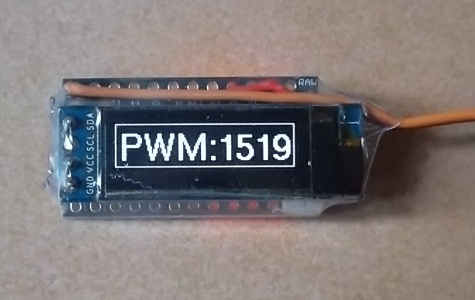 RAW
PWM:1519
GND VCC SCL SDA